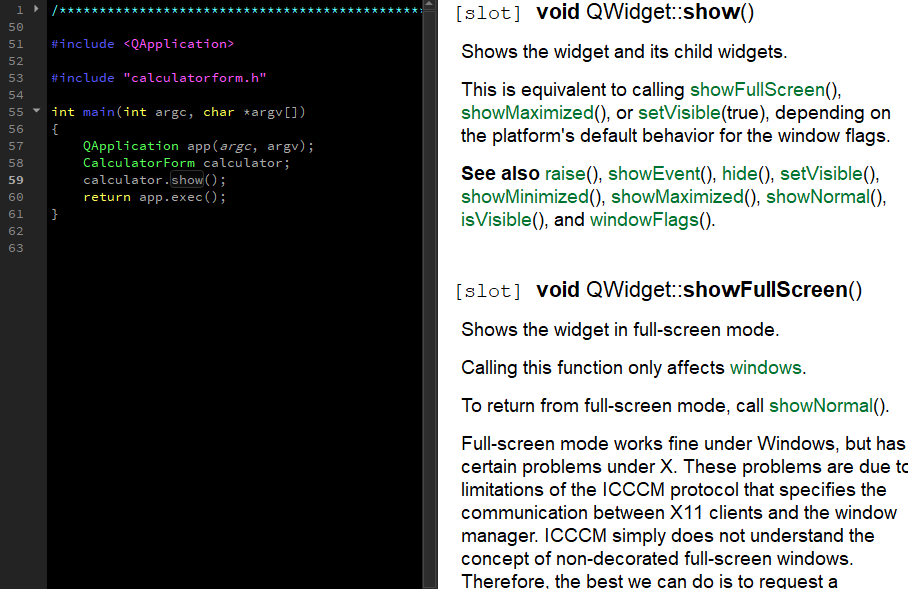 1 /**********************************************
50
51 #include <QApplication>
52
53 #include "calculatorform.h"
54
55 int main(int argc, char *argv[])
56 {
57 QApplication app(argc, argv);
58 CalculatorForm calculator;
59 calculator.show();
60 return app.exec();
61 }
62
63
[slot] void QWidget::show()
Shows the widget and its child widgets.
This is equivalent to calling showFullScreen(),
showMaximized(), or setVisible(true), depending on
the platform's default behavior for the window flags.
See also raise(), showEvent(), hide(), setVisible(),
showMinimized(), showMaximized(), showNormal(),
isVisible(), and windowFlags().
[slot] void QWidget::showFullScreen()
Shows the widget in full-screen mode.
Calling this function only affects windows.
To return from full-screen mode, call showNormal().
Full-screen mode works fine under Windows, but has
certain problems under X. These problems are due to
limitations of the ICCCM protocol that specifies the
communication between X11 clients and the window
manager. ICCCM simply does not understand the
concept of non-decorated full-screen windows.
Therefore, the best we can do is to request a